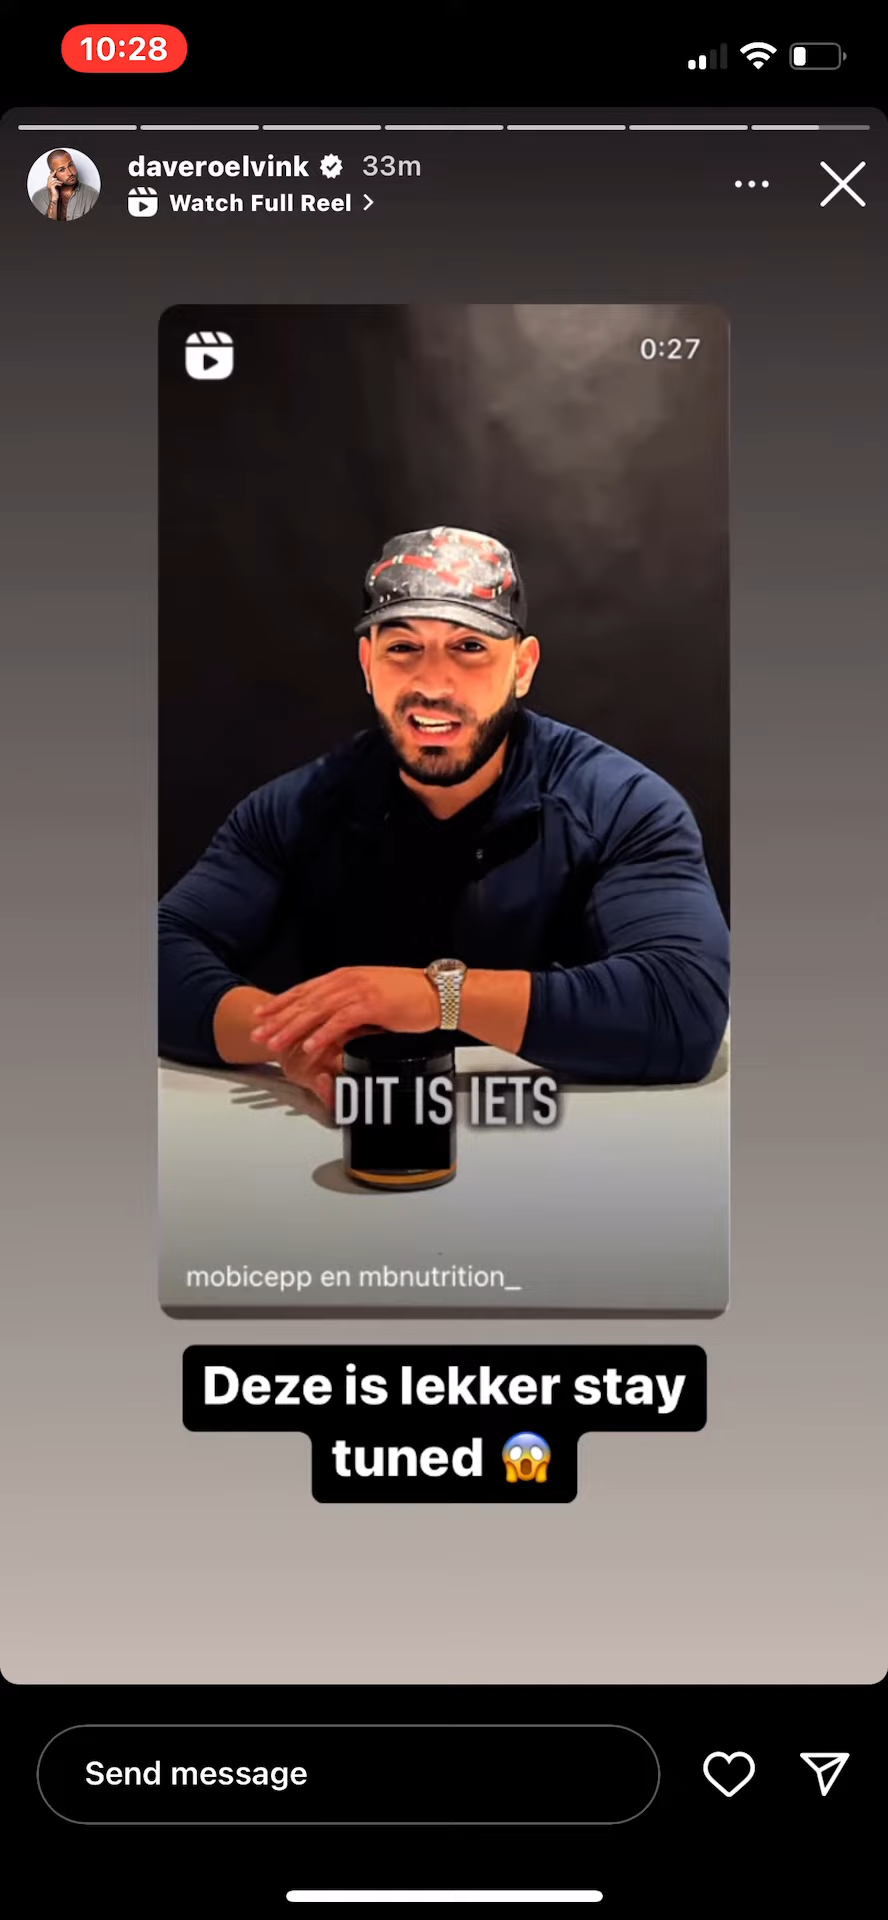 10:28
daveroelvink 33m
Watch Full Reel >
0:27
DIT IS IETS
mobicepp en mbnutrition_
Deze is lekker stay
tuned 😱
Send message